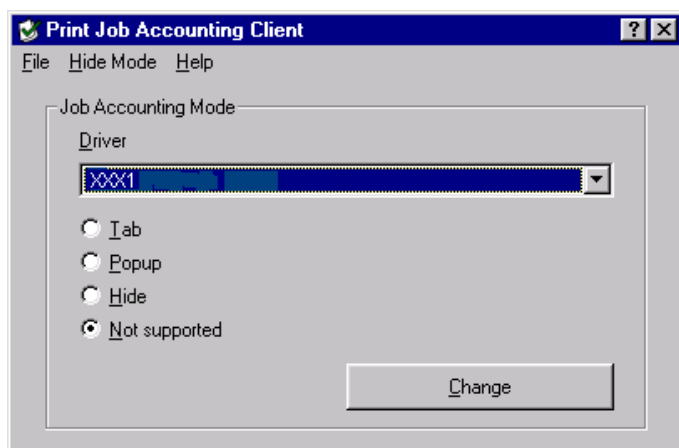 Print Job Accounting Client
File Hide Mode Help
Job Accounting Mode
Driver
XXX1
Tab
Popup
Hide
Not supported
Change